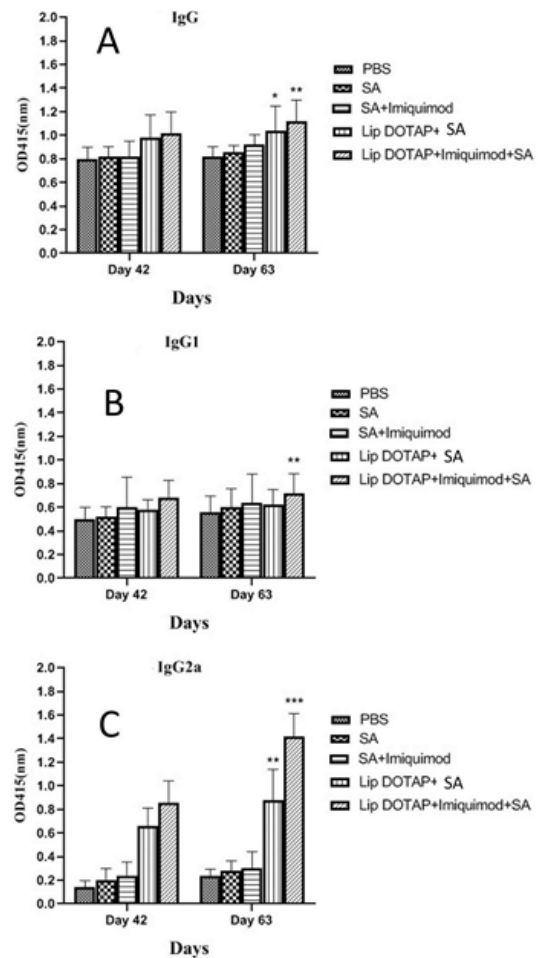 IgG
A
OD415(nm)
2.0
1.8
1.6
1.4
1.2
1.0
0.8
0.6
0.4
0.2
0.0
* **
Day 42 Day 63
Days
PBS
SA
SA+Imiquimod
Lip DOTAP+ SA
Lip DOTAP+Imiquimod+SA
IgG1
B
OD415(nm)
2.0
1.8
1.6
1.4
1.2
1.0
0.8
0.6
0.4
0.2
0.0
**
Day 42 Day 63
Days
PBS
SA
SA+Imiquimod
Lip DOTAP+ SA
Lip DOTAP+Imiquimod+SA
IgG2a
C
OD415(nm)
2.0
1.8
1.6
1.4
1.2
1.0
0.8
0.6
0.4
0.2
0.0
** ***
Day 42 Day 63
Days
PBS
SA
SA+Imiquimod
Lip DOTAP+ SA
Lip DOTAP+Imiquimod+SA